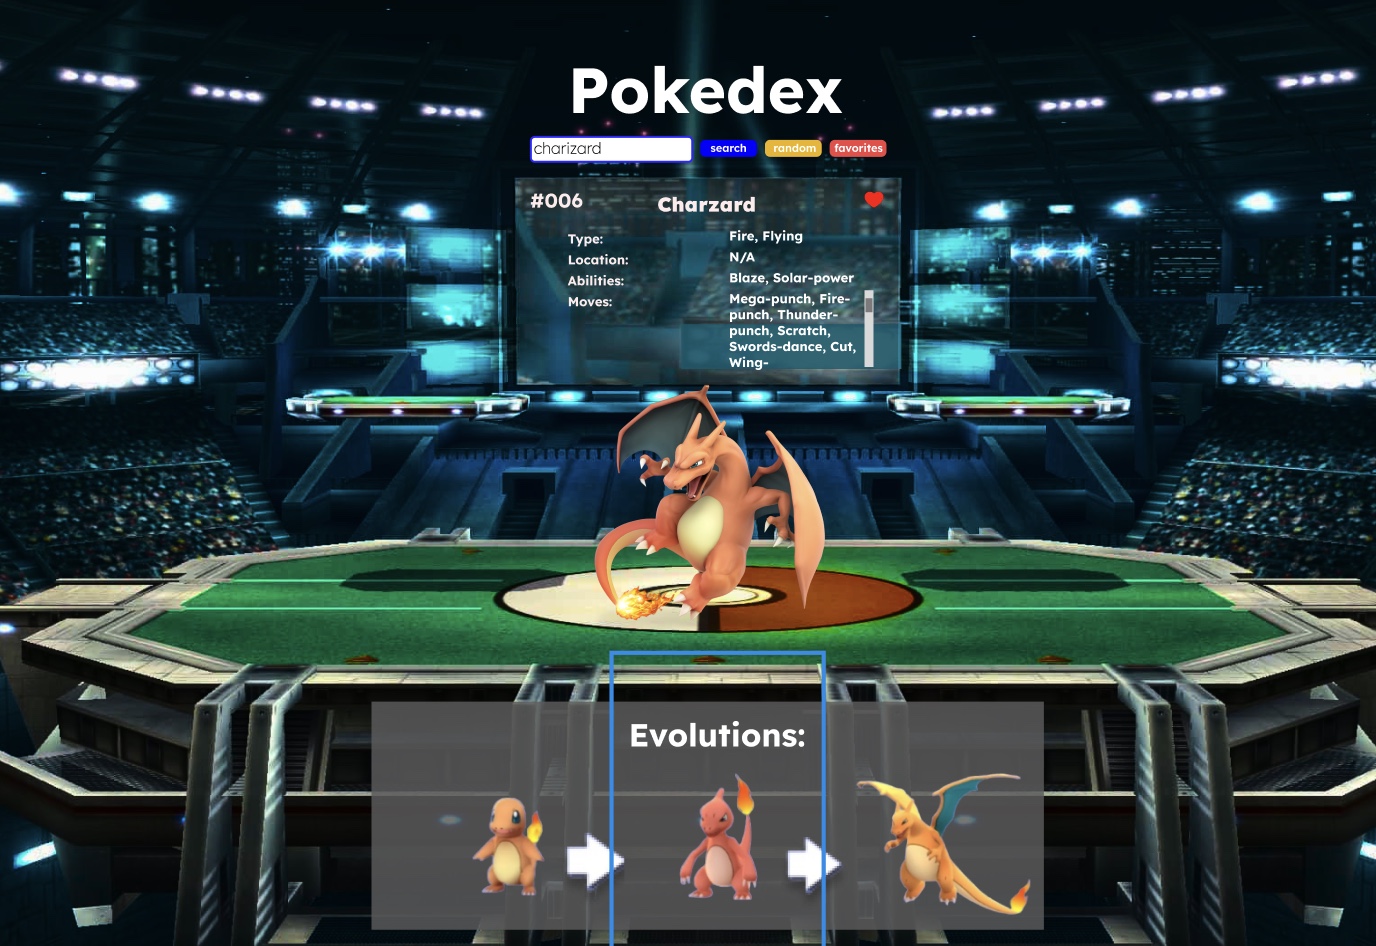 Pokedex
charizard search random favorites
#006 Charzard
Type: Fire, Flying
Location: N/A
Abilities: Blaze, Solar-power
Moves: Mega-punch, Fire-
punch, Thunder-
punch, Scratch,
Swords-dance, Cut,
Wing-
Evolutions: